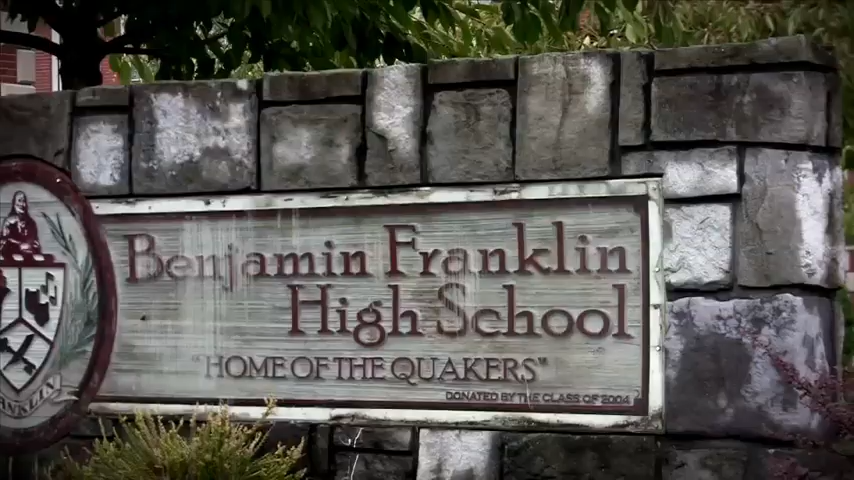 Benjamin Franklin
High School
"HOME OF THE QUAKERS"
DONATED BY THE CLASS OF 2004